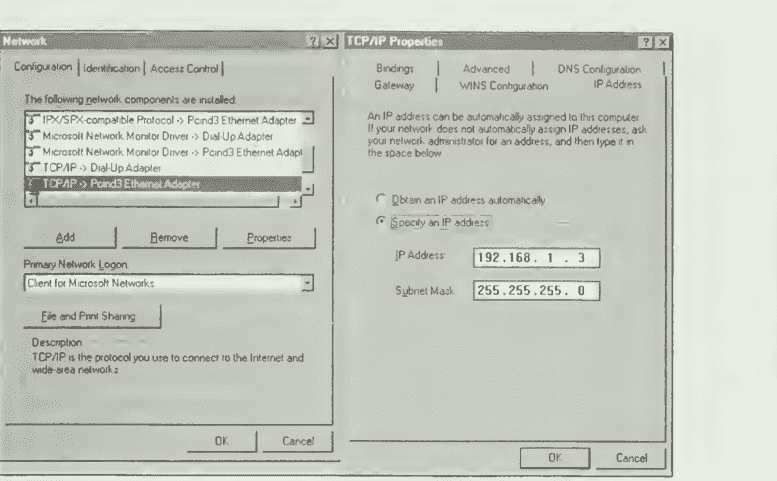 Network
Configuration | Identification | Access Control
The following network components are installed:
IPX/SPX-compatible Protocol -> Pcind3 Ethernet Adapter
Microsoft Network Monitor Driver -> Dial-Up Adapter
Microsoft Network Monitor Driver -> Pcind3 Ethernet Adapt
TCP/IP -> Dial-Up Adapter
TCP/IP -> Pcind3 Ethernet Adapter
Add Remove Properties
Primary Network Logon:
Client for Microsoft Networks
File and Print Sharing
Description
TCP/IP is the protocol you use to connect to the Internet and
wide-area networks
OK Cancel
TCP/IP Properties
Bindings Advanced DNS Configuration
Gateway WINS Configuration IP Address
An IP address can be automatically assigned to this computer
If your network does not automatically assign IP addresses, ask
your network administrator for an address, and then type it in
the space below
Obtain an IP address automatically
Specify an IP address
IP Address: 192.168. 1 . 3
Subnet Mask 255.255.255. 0
OK Cancel